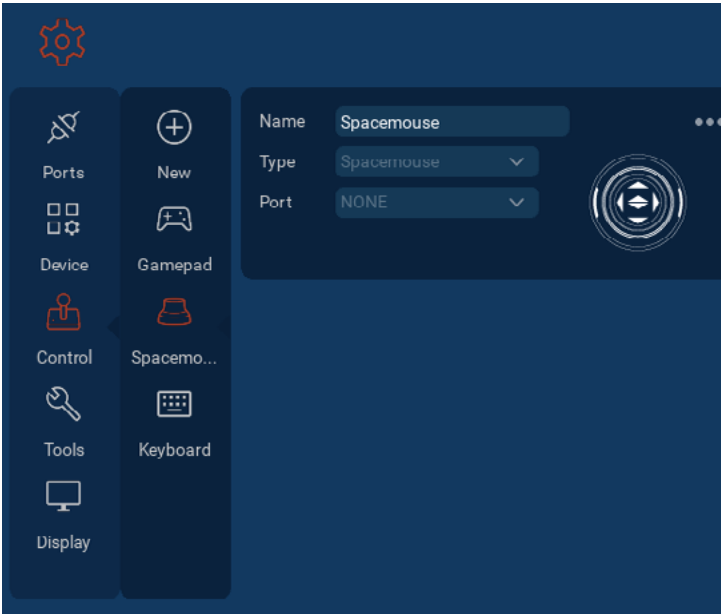 Ports
Device
Control
Tools
Display
New
Gamepad
Spacemo...
Keyboard
Name Spacemouse
Type Spacemouse
Port NONE